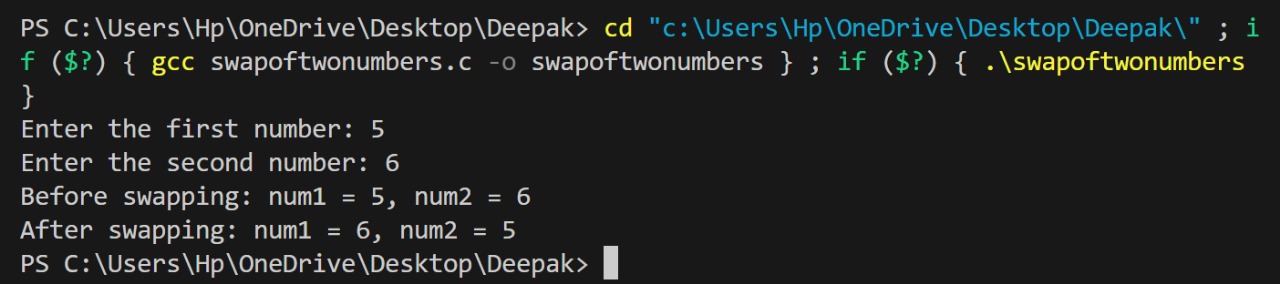 PS C:\Users\Hp\OneDrive\Desktop\Deepak> cd "c:\Users\Hp\OneDrive\Desktop\Deepak\" ; i
f ($?) { gcc swapoftwonumbers.c -o swapoftwonumbers } ; if ($?) { .\swapoftwonumbers
}
Enter the first number: 5
Enter the second number: 6
Before swapping: num1 = 5, num2 = 6
After swapping: num1 = 6, num2 = 5
PS C:\Users\Hp\OneDrive\Desktop\Deepak>